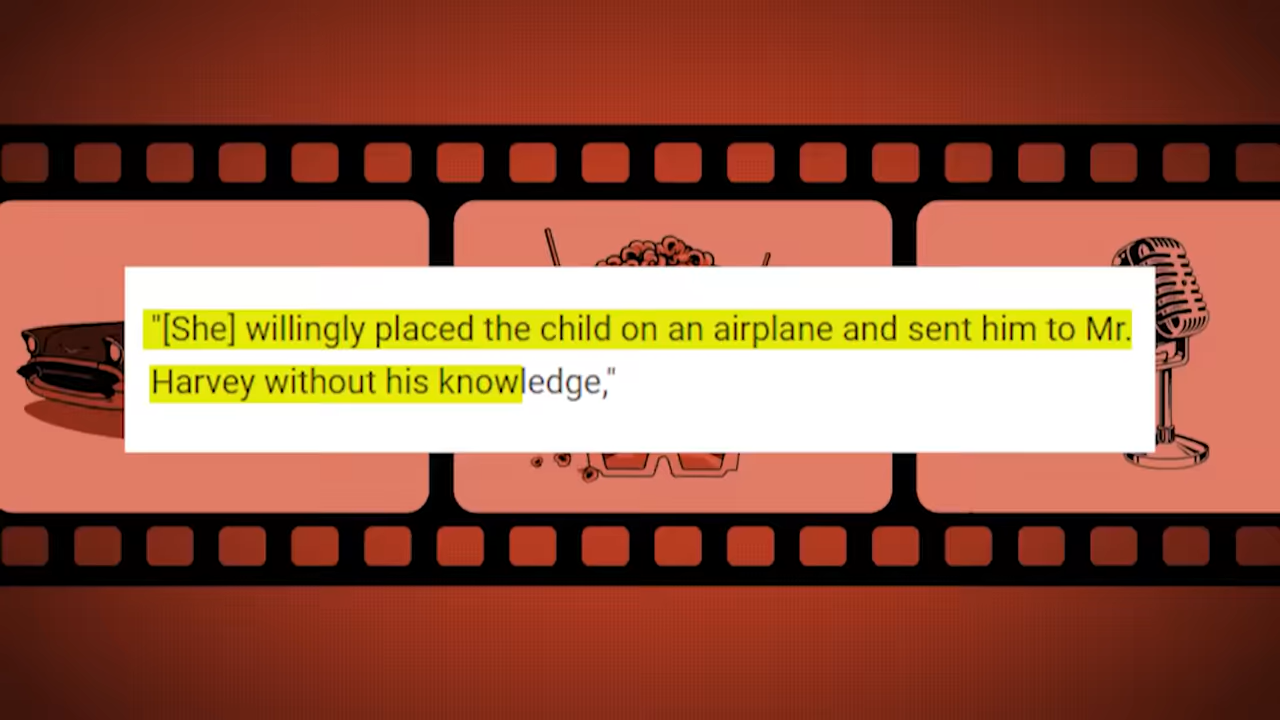 "[She] willingly placed the child on an airplane and sent him to Mr.
Harvey without his knowledge,"